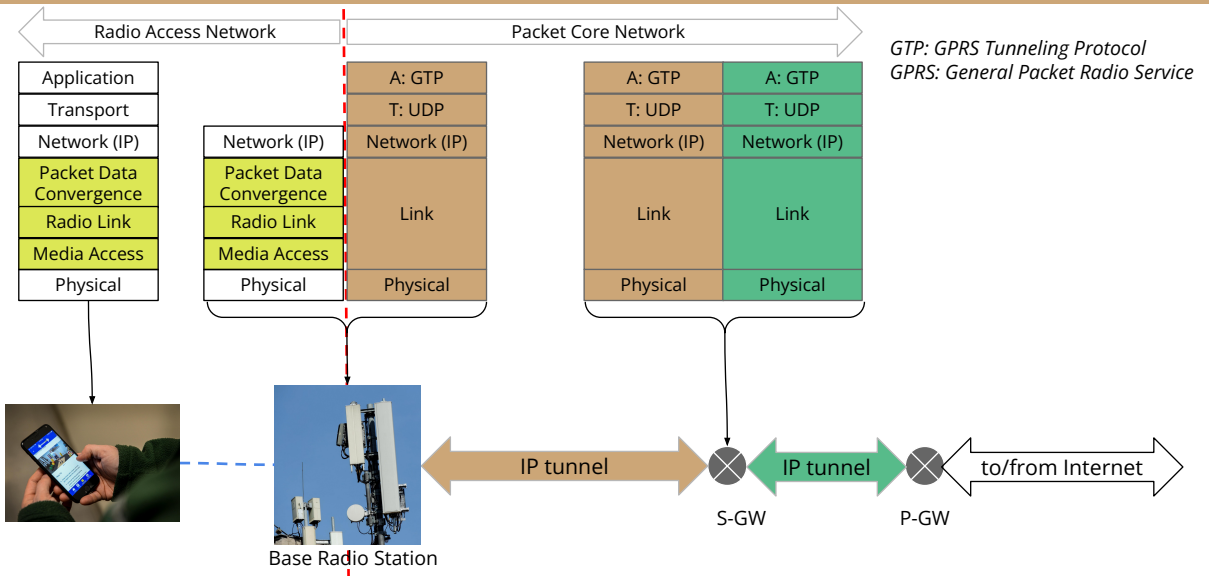 Radio Access Network
Packet Core Network
GTP: GPRS Tunneling Protocol
GPRS: General Packet Radio Service
Application
Transport
Network (IP)
Packet Data
Convergence
Radio Link
Media Access
Physical
Network (IP)
Packet Data
Convergence
Radio Link
Media Access
Physical
A: GTP
T: UDP
Network (IP)
Link
Physical
A: GTP
T: UDP
Network (IP)
Link
Physical
A: GTP
T: UDP
Network (IP)
Link
Physical
IP tunnel
IP tunnel
to/from Internet
S-GW
P-GW
Base Radio Station